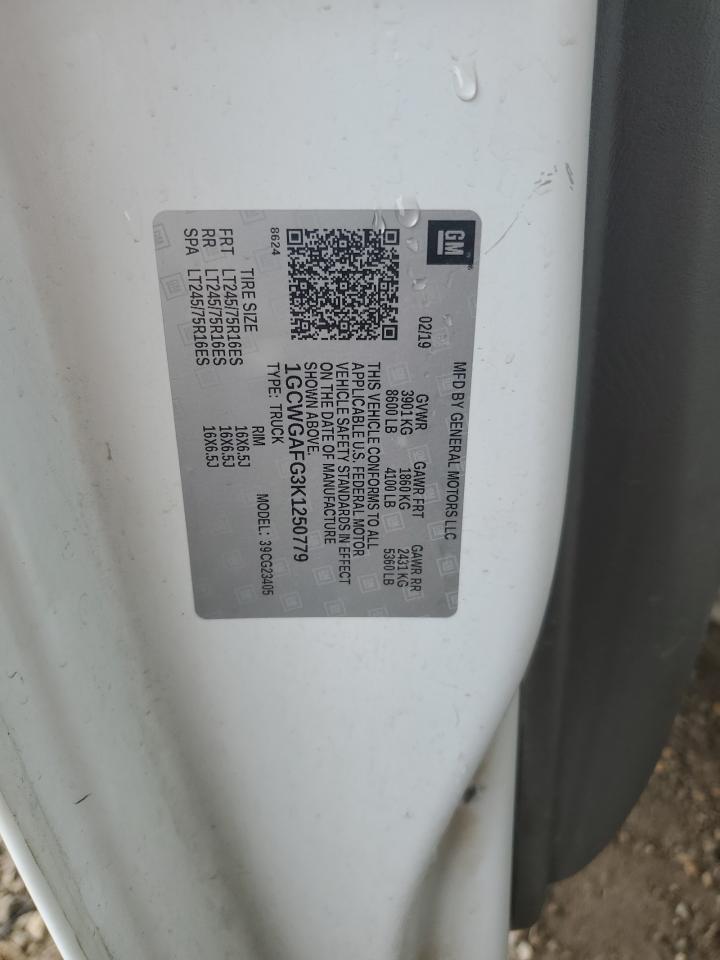 GM
MFD BY GENERAL MOTORS LLC
02/19
GVWR GAWR FRT GAWR RR
3901 KG 1860 KG 2431 KG
8600 LB 4100 LB 5360 LB
THIS VEHICLE CONFORMS TO ALL
APPLICABLE U.S. FEDERAL MOTOR
VEHICLE SAFETY STANDARDS IN EFFECT
ON THE DATE OF MANUFACTURE
SHOWN ABOVE.
1GCWGAFG3K1250779
8624
TYPE: TRUCK MODEL: 39CG23405
TIRE SIZE RIM
FRT LT245/75R16ES 16X6.5J
RR LT245/75R16ES 16X6.5J
SPA LT245/75R16ES 16X6.5J